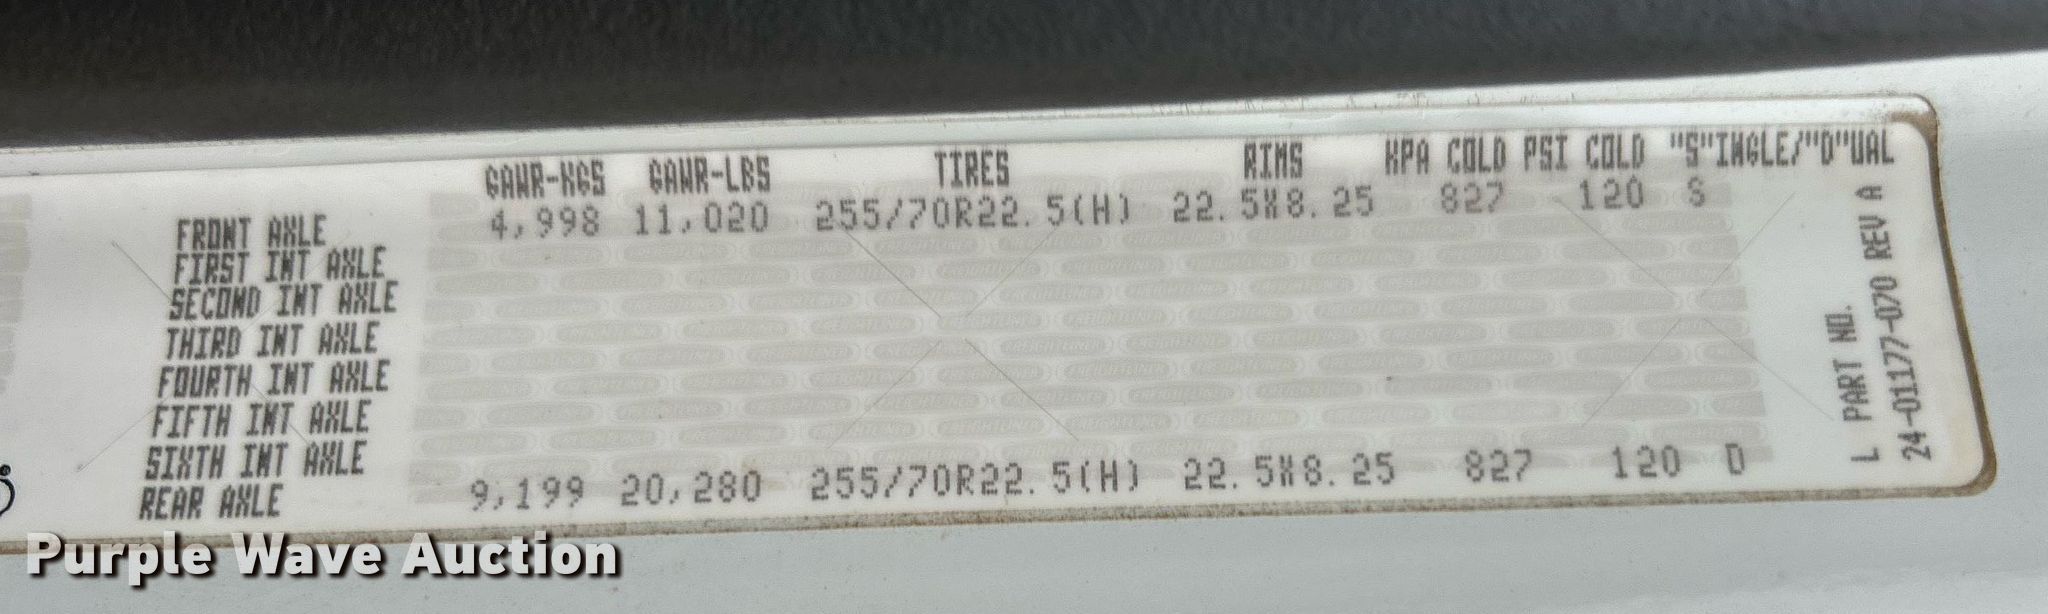 GAWR-KGS GAWR-LBS TIRES RIMS KPA COLD PSI COLD "S"INGLE/"D"UAL
FRONT AXLE 4,998 11,020 255/70R22.5(H) 22.5X8.25 827 120 S
FIRST INT AXLE
SECOND INT AXLE
THIRD INT AXLE
FOURTH INT AXLE
FIFTH INT AXLE
SIXTH INT AXLE
REAR AXLE 9,199 20,280 255/70R22.5(H) 22.5X8.25 827 120 D
L PART NO.
24-01177-070 REV A
FREIGHTLINER
Purple Wave Auction